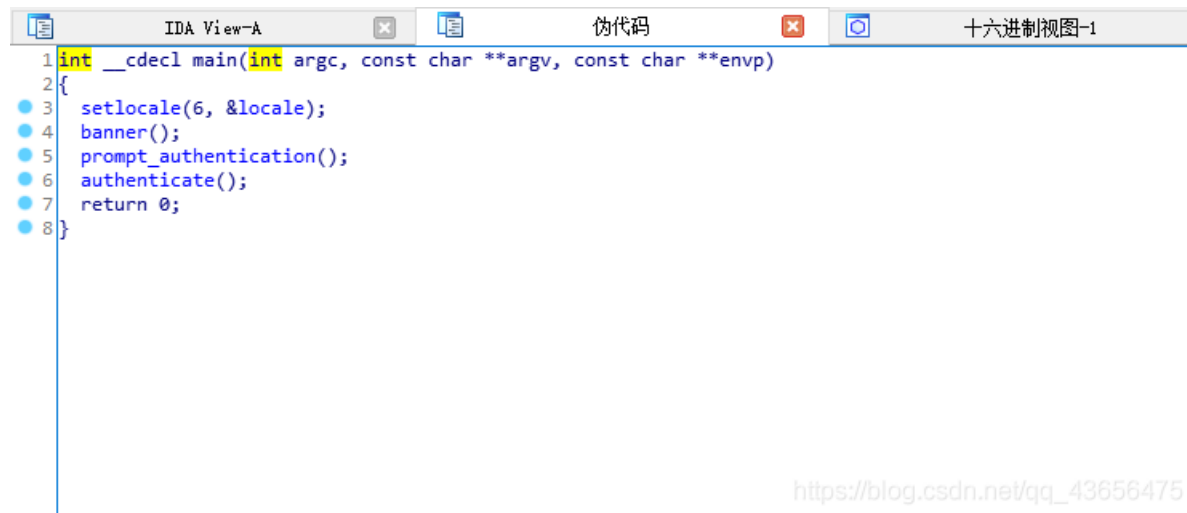 IDA View-A 伪代码 十六进制视图-1
1 int __cdecl main(int argc, const char **argv, const char **envp)
2 {
3 setlocale(6, &locale);
4 banner();
5 prompt_authentication();
6 authenticate();
7 return 0;
8 }
https://blog.csdn.net/qq_43656475